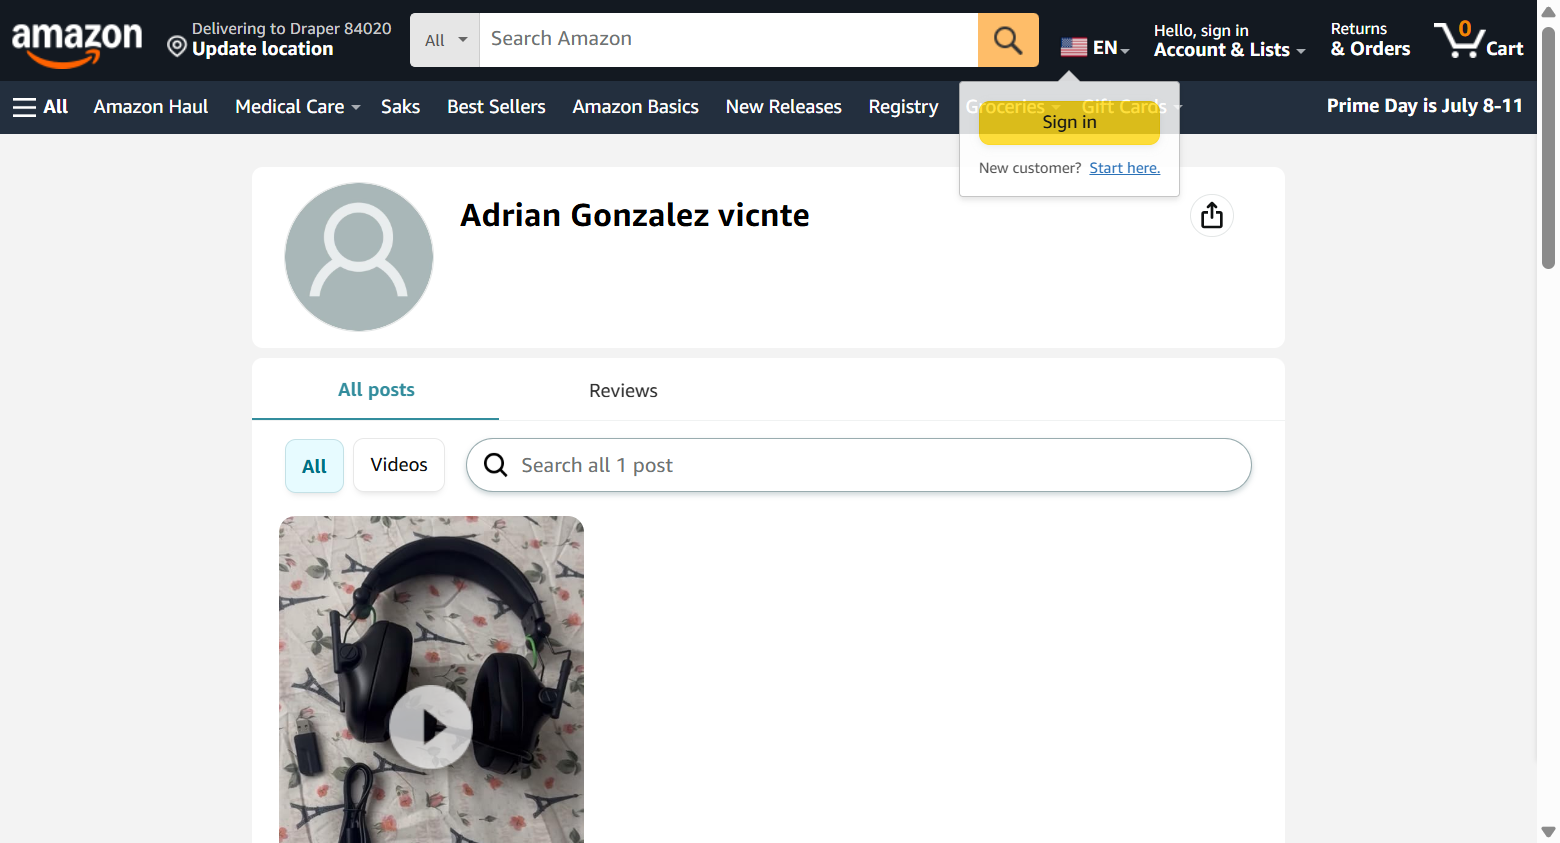 amazon
Delivering to Draper 84020
Update location
All
Search Amazon
EN
Hello, sign in
Account & Lists
Returns
& Orders
0
Cart
All
Amazon Haul
Medical Care
Saks
Best Sellers
Amazon Basics
New Releases
Registry
Groceries
Gift Cards
Prime Day is July 8-11
Sign in
New customer? Start here.
Adrian Gonzalez vicnte
All posts
Reviews
All
Videos
Search all 1 post